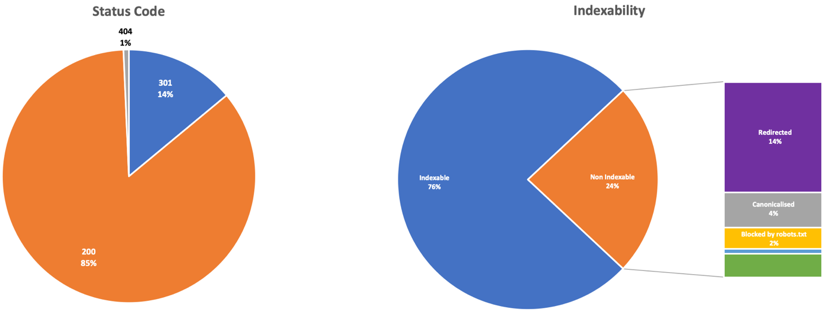 Status Code
404
1%
301
14%
200
85%
Indexability
Indexable
76%
Non Indexable
24%
Redirected
14%
Canonicalised
4%
Blocked by robots.txt
2%